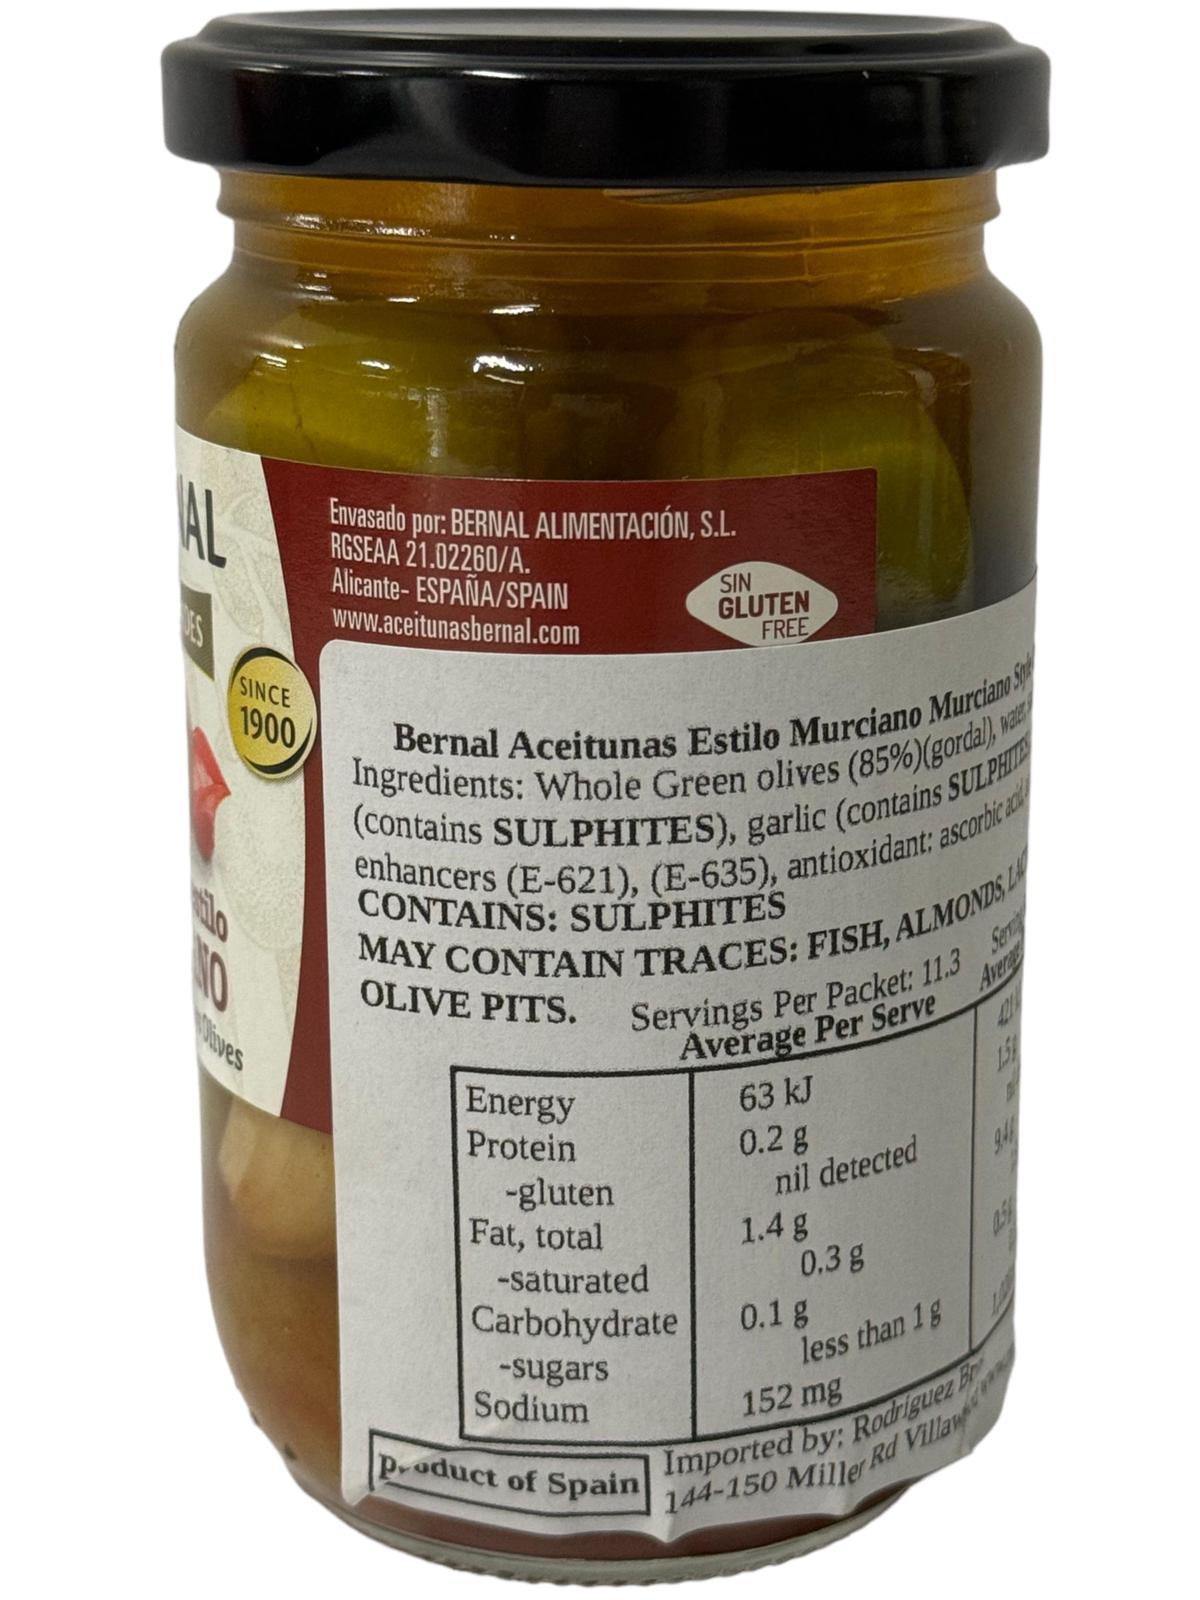 Envasado por: BERNAL ALIMENTACIÓN, S.L.
RGSEAA 21.02260/A.
Alicante- ESPAÑA/SPAIN
www.aceitunasbernal.com
SIN
GLUTEN
FREE
SINCE
1900
NO
Olives
Bernal Aceitunas Estilo Murciano Murciano
Ingredients: Whole Green olives (85%)(gordal), water,
(contains SULPHITES), garlic (contains SULPHITES
enhancers (E-621), (E-635), antioxidant: ascorbic acid,
CONTAINS: SULPHITES
MAY CONTAIN TRACES: FISH, ALMONDS,
OLIVE PITS.
Servings Per Packet: 11.3
Average Per Serve
Average
Energy 63 kJ
Protein 0.2 g
-gluten nil detected
Fat, total 1.4 g
-saturated 0.3 g
Carbohydrate 0.1 g
-sugars less than 1 g
Sodium 152 mg
product of Spain
Imported by: Rodriguez
144-150 Miller Rd